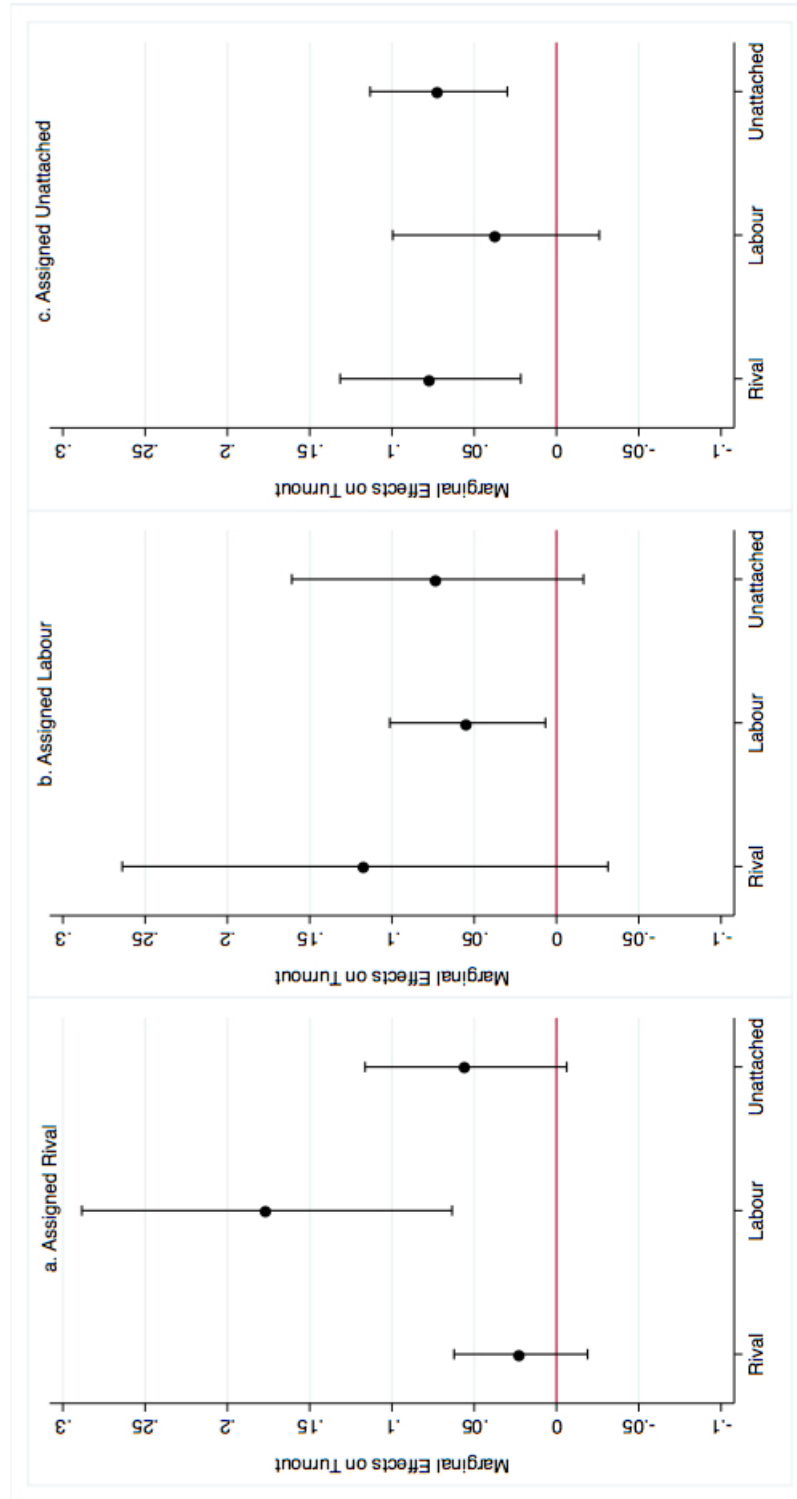 a. Assigned Rival
Marginal Effects on Turnout
.3
.25
.2
.15
.1
.05
0
-.05
-.1
Rival
Labour
Unattached
b. Assigned Labour
Marginal Effects on Turnout
.3
.25
.2
.15
.1
.05
0
-.05
-.1
Rival
Labour
Unattached
c. Assigned Unattached
Marginal Effects on Turnout
.3
.25
.2
.15
.1
.05
0
-.05
-.1
Rival
Labour
Unattached